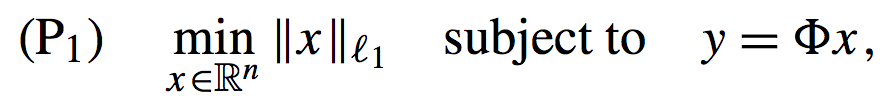 (P₁) min ‖x‖ℓ₁ subject to y = Φx,
x∈ℝⁿ